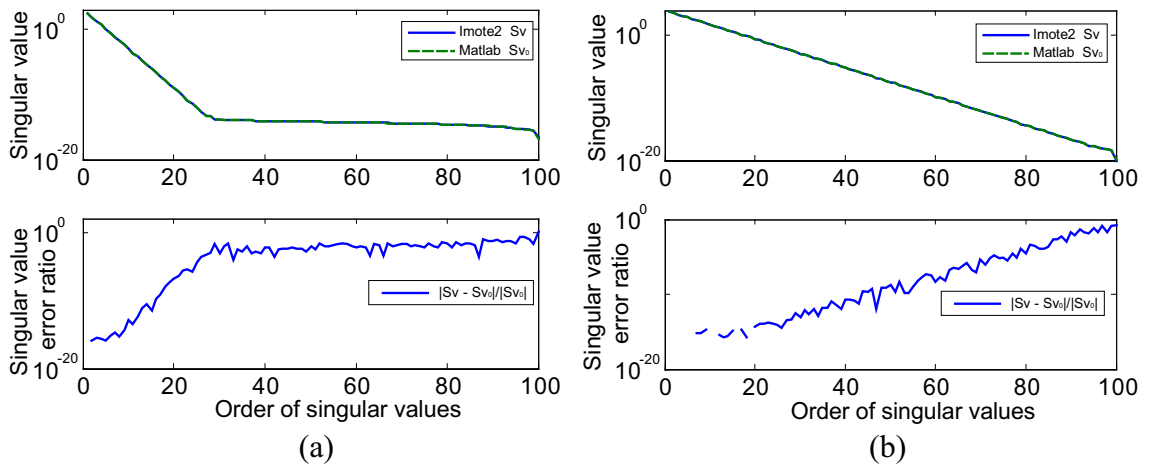 Singular value
10^0
10^-20
Imote2 Sv
Matlab Sv₀
0 20 40 60 80 100
Singular value
error ratio
10^0
10^-20
|Sv - Sv₀|/|Sv₀|
0 20 40 60 80 100
Order of singular values
(a)
Singular value
10^0
10^-20
Imote2 Sv
Matlab Sv₀
0 20 40 60 80 100
Singular value
error ratio
10^0
10^-20
|Sv - Sv₀|/|Sv₀|
0 20 40 60 80 100
Order of singular values
(b)